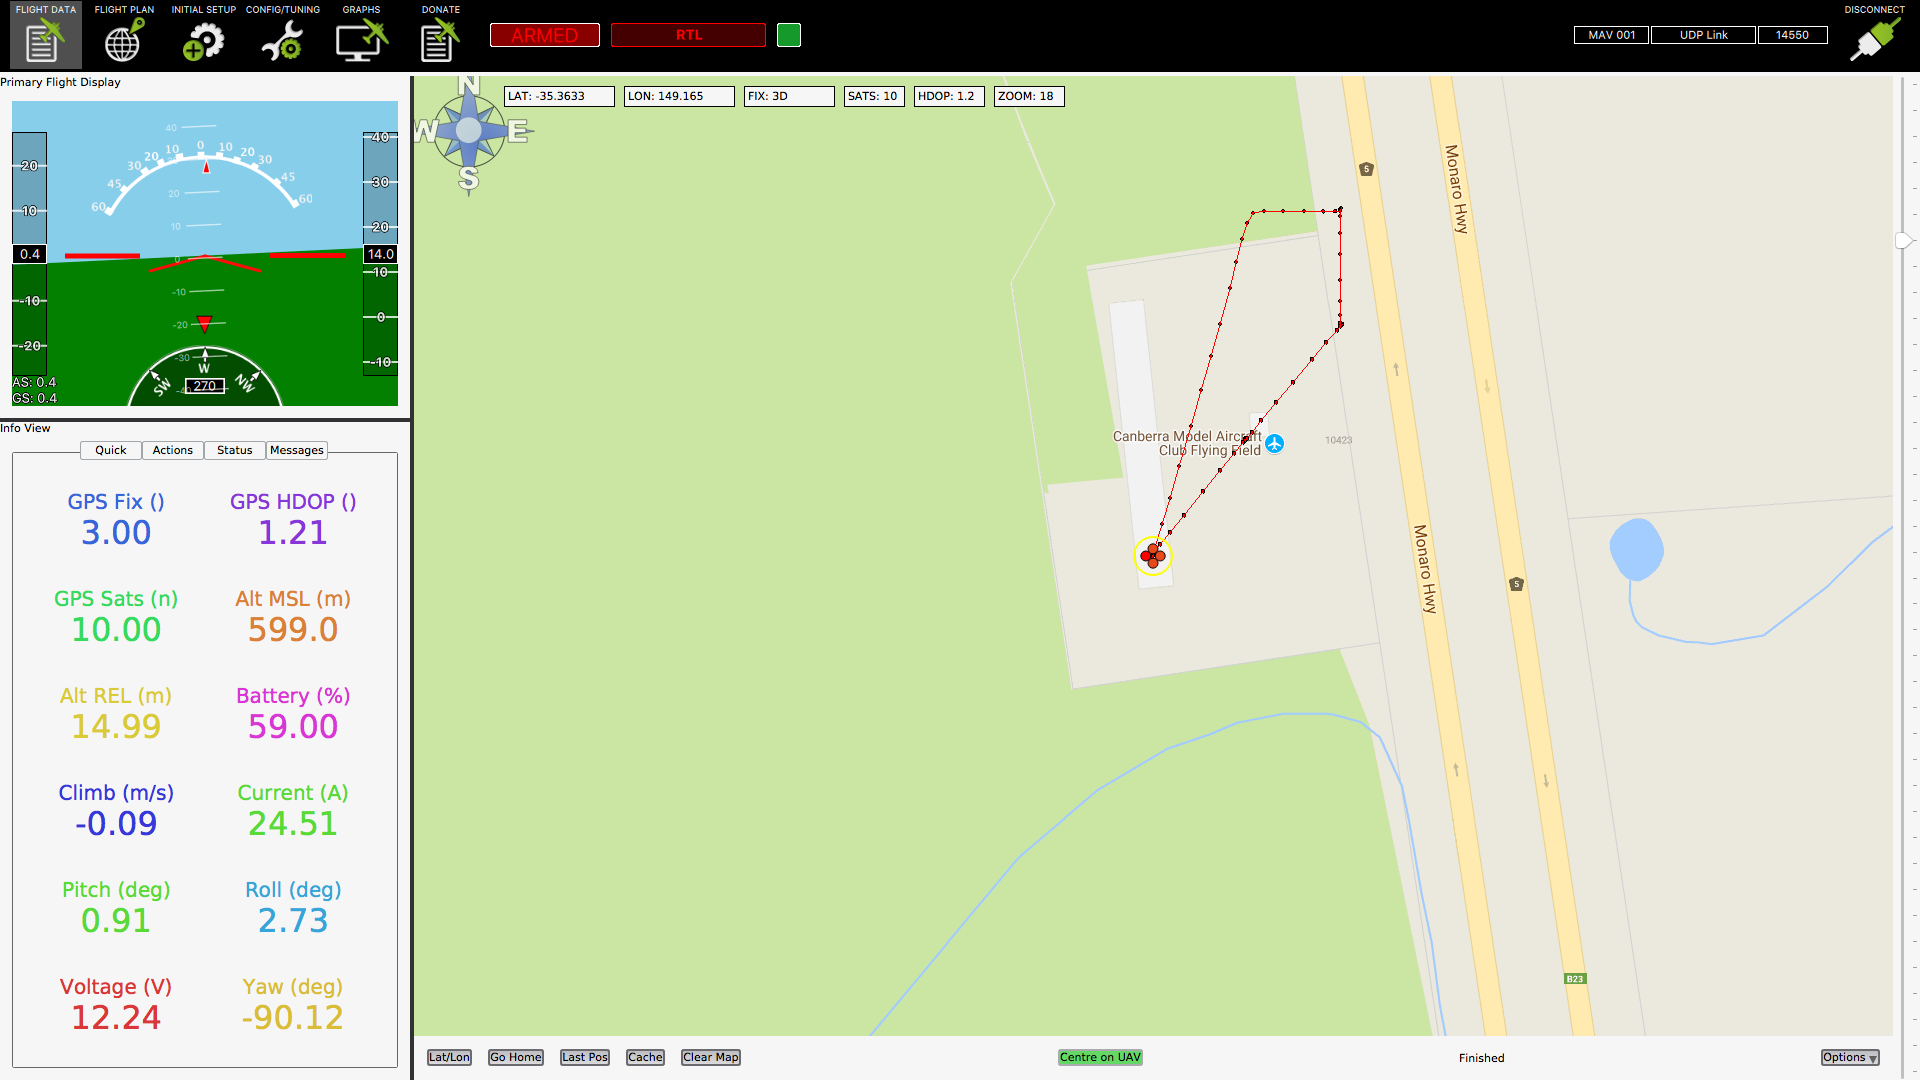 FLIGHT DATA
FLIGHT PLAN
INITIAL SETUP
CONFIG/TUNING
GRAPHS
DONATE
ARMED
RTL
MAV 001
UDP Link
14550
DISCONNECT
Primary Flight Display
40
60
45
30
20
10
0
10
20
30
45
60
20
10
0
-10
-20
-30
-40
20
10
0.4
-10
-20
40
30
20
14.0
10
0
-10
AS: 0.4
GS: 0.4
SW
W
NW
270
Info View
Quick
Actions
Status
Messages
GPS Fix ()
3.00
GPS HDOP ()
1.21
GPS Sats (n)
10.00
Alt MSL (m)
599.0
Alt REL (m)
14.99
Battery (%)
59.00
Climb (m/s)
-0.09
Current (A)
24.51
Pitch (deg)
0.91
Roll (deg)
2.73
Voltage (V)
12.24
Yaw (deg)
-90.12
N
W
E
S
LAT: -35.3633
LON: 149.165
FIX: 3D
SATS: 10
HDOP: 1.2
ZOOM: 18
5
Monaro Hwy
Canberra Model Aircraft
Club Flying Field
10423
Monaro Hwy
5
B23
Lat/Lon
Go Home
Last Pos
Cache
Clear Map
Centre on UAV
Finished
Options